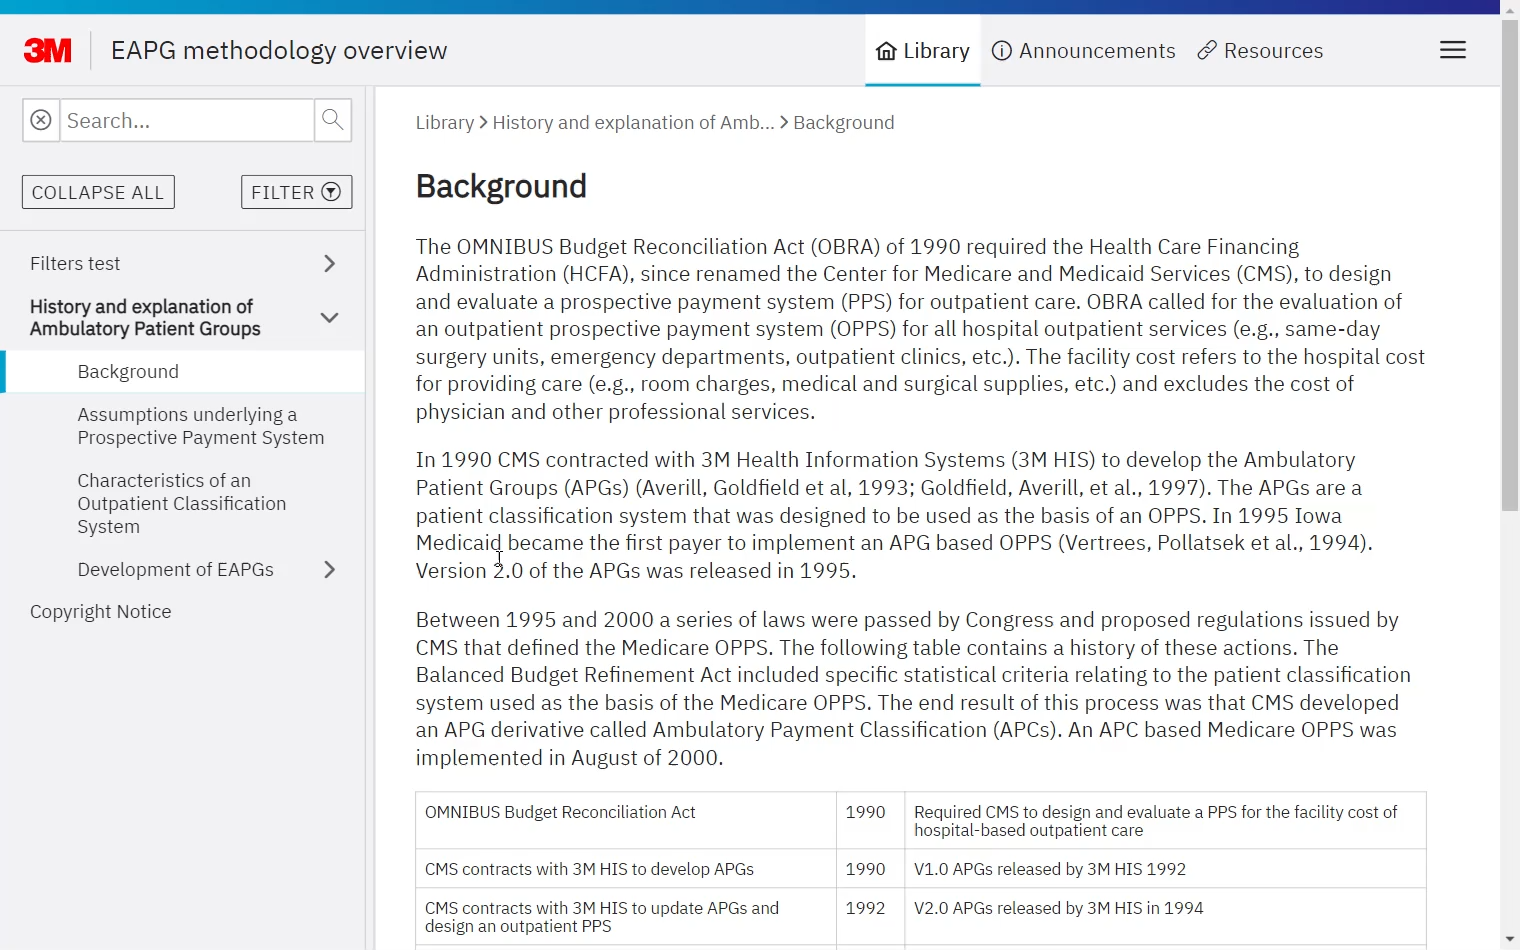 3M
EAPG methodology overview
Library
Announcements
Resources
Search...
COLLAPSE ALL
FILTER
Filters test
History and explanation of
Ambulatory Patient Groups
Background
Assumptions underlying a
Prospective Payment System
Characteristics of an
Outpatient Classification
System
Development of EAPGs
Copyright Notice
Library > History and explanation of Amb... > Background
Background
The OMNIBUS Budget Reconciliation Act (OBRA) of 1990 required the Health Care Financing
Administration (HCFA), since renamed the Center for Medicare and Medicaid Services (CMS), to design
and evaluate a prospective payment system (PPS) for outpatient care. OBRA called for the evaluation of
an outpatient prospective payment system (OPPS) for all hospital outpatient services (e.g., same-day
surgery units, emergency departments, outpatient clinics, etc.). The facility cost refers to the hospital cost
for providing care (e.g., room charges, medical and surgical supplies, etc.) and excludes the cost of
physician and other professional services.
In 1990 CMS contracted with 3M Health Information Systems (3M HIS) to develop the Ambulatory
Patient Groups (APGs) (Averill, Goldfield et al, 1993; Goldfield, Averill, et al., 1997). The APGs are a
patient classification system that was designed to be used as the basis of an OPPS. In 1995 Iowa
Medicaid became the first payer to implement an APG based OPPS (Vertrees, Pollatsek et al., 1994).
Version 2.0 of the APGs was released in 1995.
Between 1995 and 2000 a series of laws were passed by Congress and proposed regulations issued by
CMS that defined the Medicare OPPS. The following table contains a history of these actions. The
Balanced Budget Refinement Act included specific statistical criteria relating to the patient classification
system used as the basis of the Medicare OPPS. The end result of this process was that CMS developed
an APG derivative called Ambulatory Payment Classification (APCs). An APC based Medicare OPPS was
implemented in August of 2000.
OMNIBUS Budget Reconciliation Act 1990 Required CMS to design and evaluate a PPS for the facility cost of
hospital-based outpatient care
CMS contracts with 3M HIS to develop APGs 1990 V1.0 APGs released by 3M HIS 1992
CMS contracts with 3M HIS to update APGs and 1992 V2.0 APGs released by 3M HIS in 1994
design an outpatient PPS